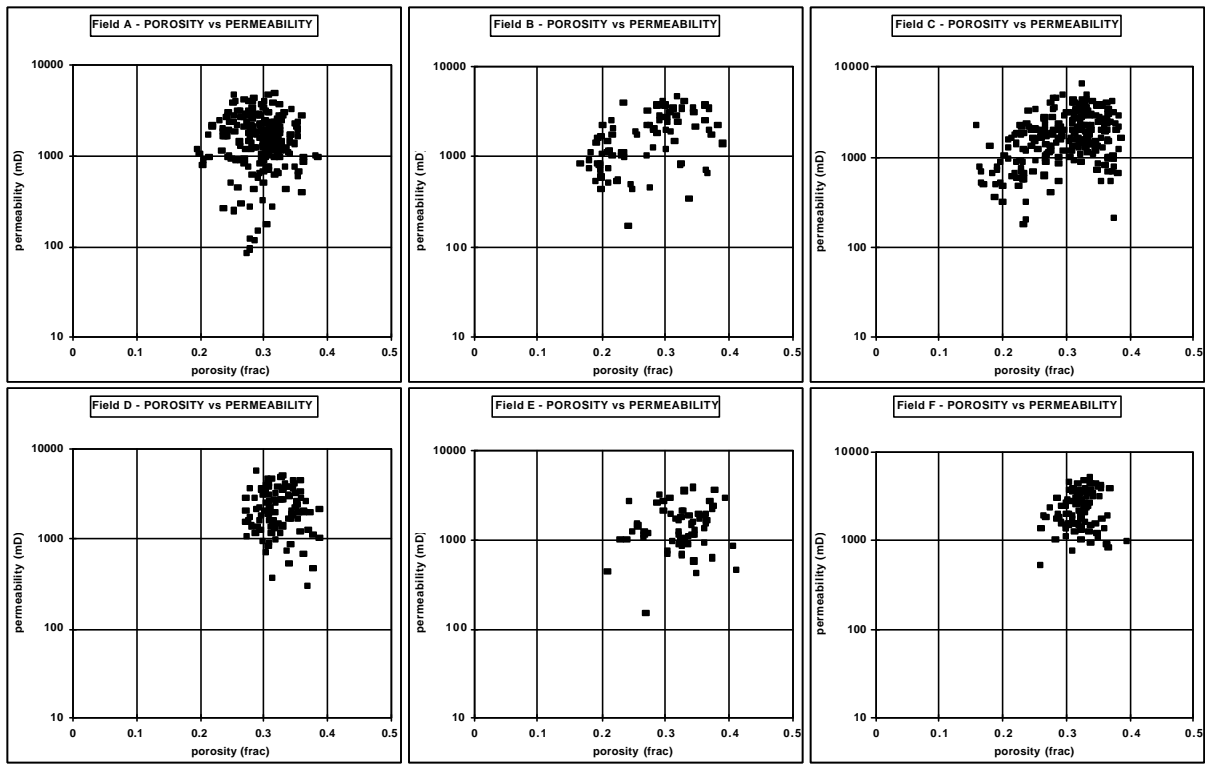 Field A - POROSITY vs PERMEABILITY
10000
1000
100
10
permeability (mD)
0 0.1 0.2 0.3 0.4 0.5
porosity (frac)
Field B - POROSITY vs PERMEABILITY
10000
1000
100
10
permeability (mD)
0 0.1 0.2 0.3 0.4 0.5
porosity (frac)
Field C - POROSITY vs PERMEABILITY
10000
1000
100
10
permeability (mD)
0 0.1 0.2 0.3 0.4 0.5
porosity (frac)
Field D - POROSITY vs PERMEABILITY
10000
1000
100
10
permeability (mD)
0 0.1 0.2 0.3 0.4 0.5
porosity (frac)
Field E - POROSITY vs PERMEABILITY
10000
1000
100
10
permeability (mD)
0 0.1 0.2 0.3 0.4 0.5
porosity (frac)
Field F - POROSITY vs PERMEABILITY
10000
1000
100
10
permeability (mD)
0 0.1 0.2 0.3 0.4 0.5
porosity (frac)